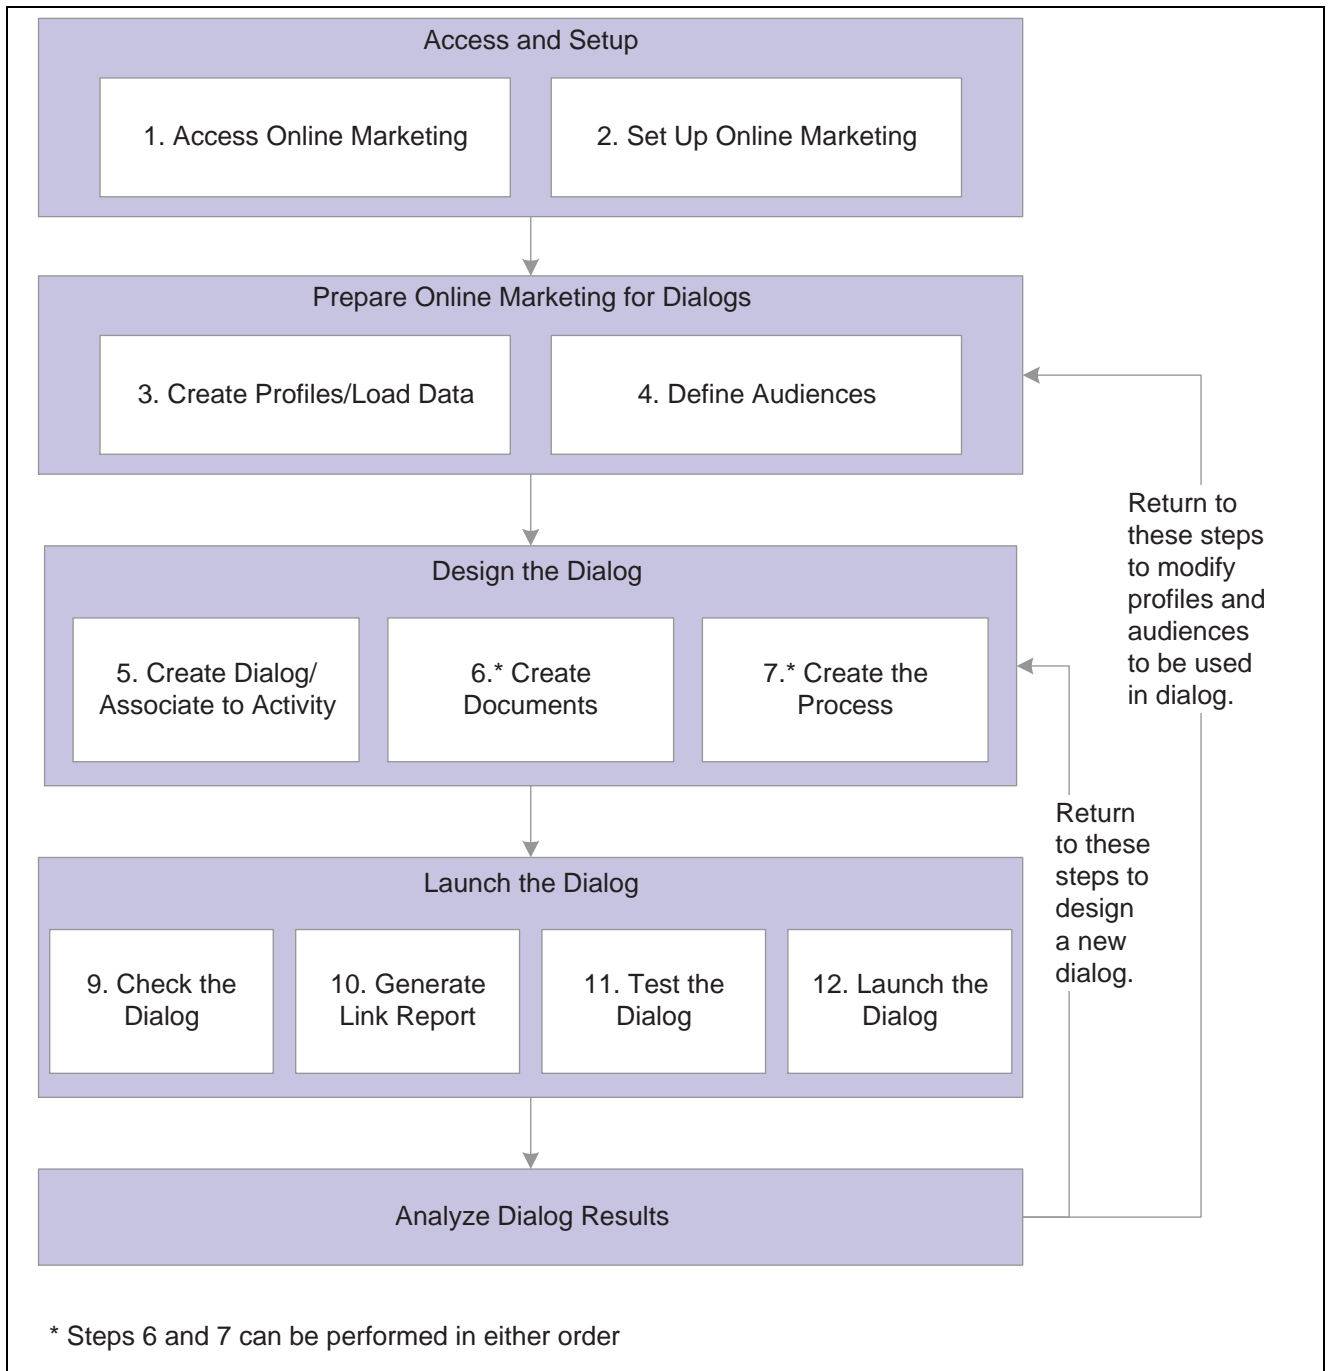 Access and Setup
1. Access Online Marketing
2. Set Up Online Marketing
Prepare Online Marketing for Dialogs
3. Create Profiles/Load Data
4. Define Audiences
Return to
these steps
to modify
profiles and
audiences
to be used
in dialog.
Design the Dialog
5. Create Dialog/
Associate to Activity
6.* Create
Documents
7.* Create the
Process
Return
to these
steps to
design
a new
dialog.
Launch the Dialog
9. Check the
Dialog
10. Generate
Link Report
11. Test the
Dialog
12. Launch the
Dialog
Analyze Dialog Results
* Steps 6 and 7 can be performed in either order